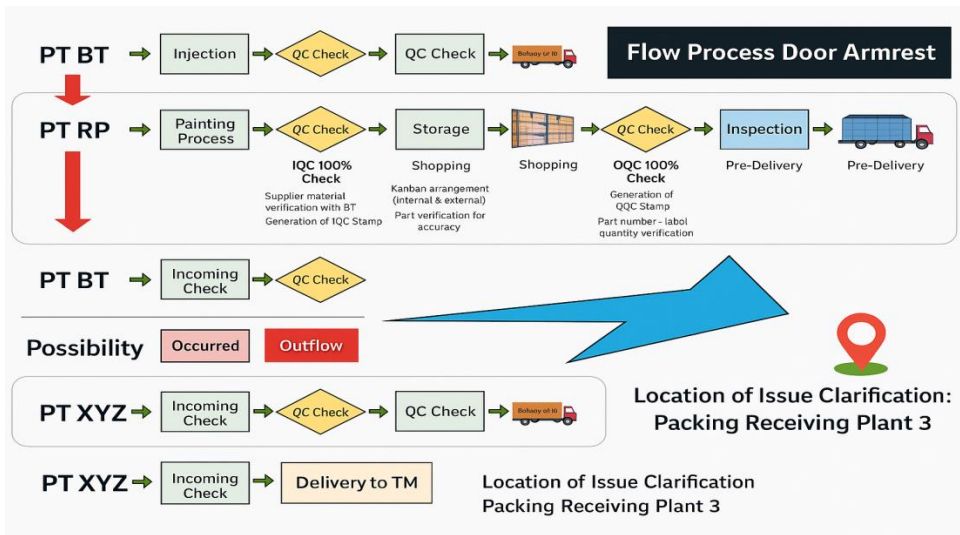 Flow Process Door Armrest
PT BT
Injection
QC Check
QC Check
PT RP
Painting
Process
QC Check
Storage
QC Check
Inspection
IQC 100%
Check
Supplier material
verification with BT
Generation of 1QC Stamp
Shopping
Kanban arrangement
(internal & external)
Part verification for
accuracy
Shopping
OQC 100%
Check
Generation of
QQC Stamp
Part number - labol
quantity verification
Pre-Delivery
Pre-Delivery
PT BT
Incoming
Check
QC Check
Possibility
Occurred
Outflow
Location of Issue Clarification:
Packing Receiving Plant 3
PT XYZ
Incoming
Check
QC Check
QC Check
PT XYZ
Incoming
Check
Delivery to TM
Location of Issue Clarification
Packing Receiving Plant 3